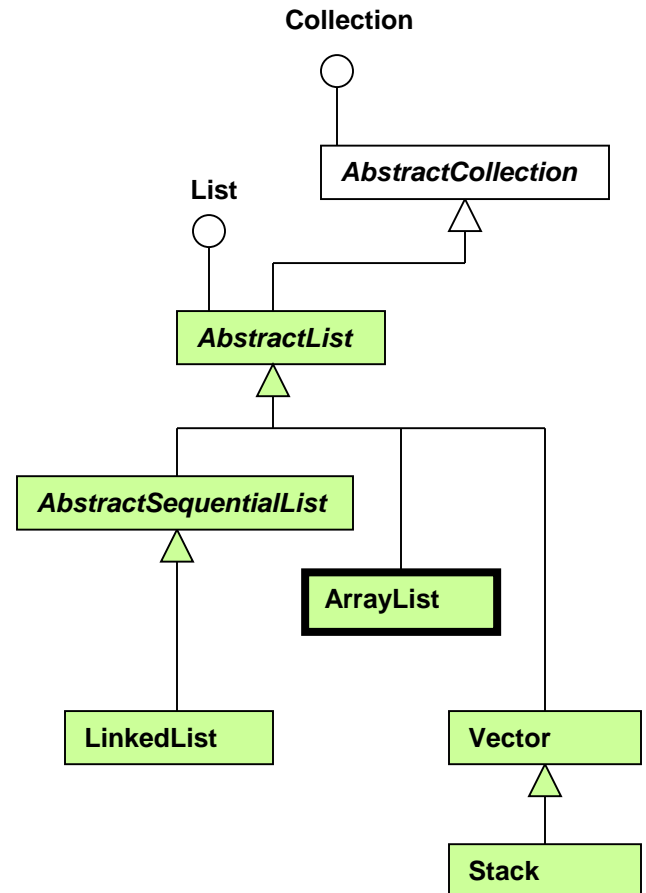 Collection
AbstractCollection
List
AbstractList
AbstractSequentialList
ArrayList
LinkedList
Vector
Stack